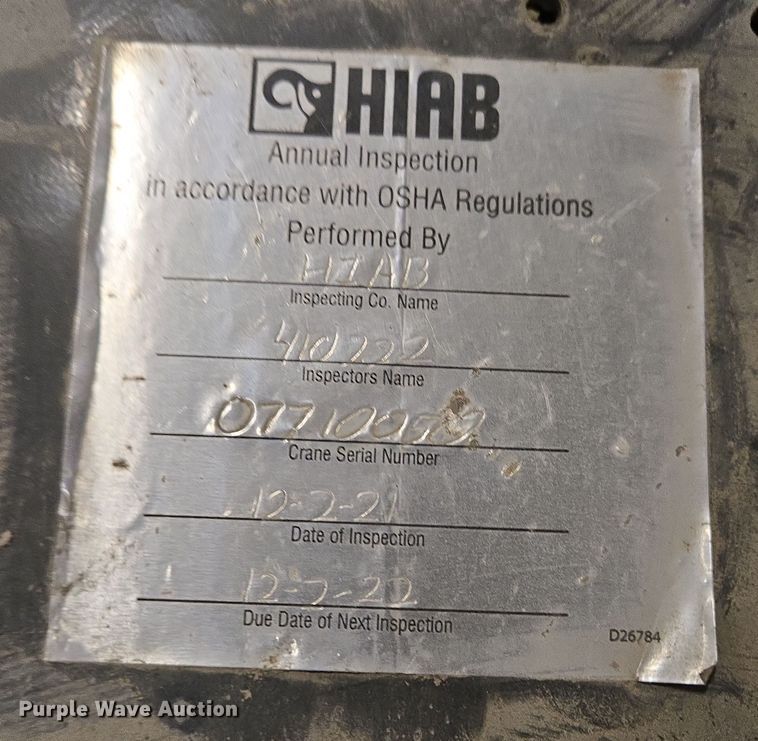 HIAB
Annual Inspection
in accordance with OSHA Regulations
Performed By
HIAB
Inspecting Co. Name
410222
Inspectors Name
Crane Serial Number
12-2-21
Date of Inspection
12-2-22
Due Date of Next Inspection
D26784
Purple Wave Auction